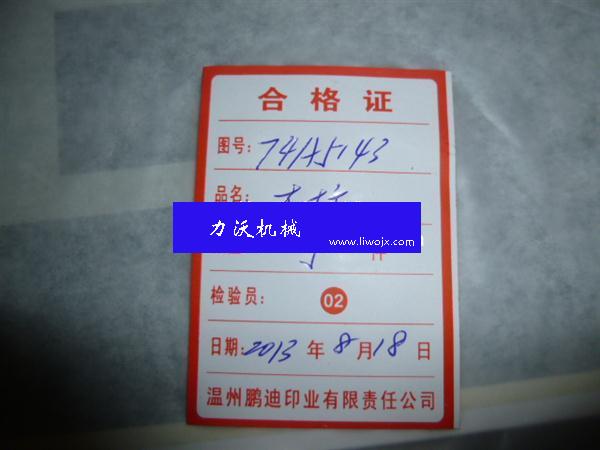 合格证
图号: 741A5143
品名:
力沃机械
www.liwojx.com
件
检验员: 02
日期: 2013 年 8 月 18 日
温州鹏迪印业有限责任公司